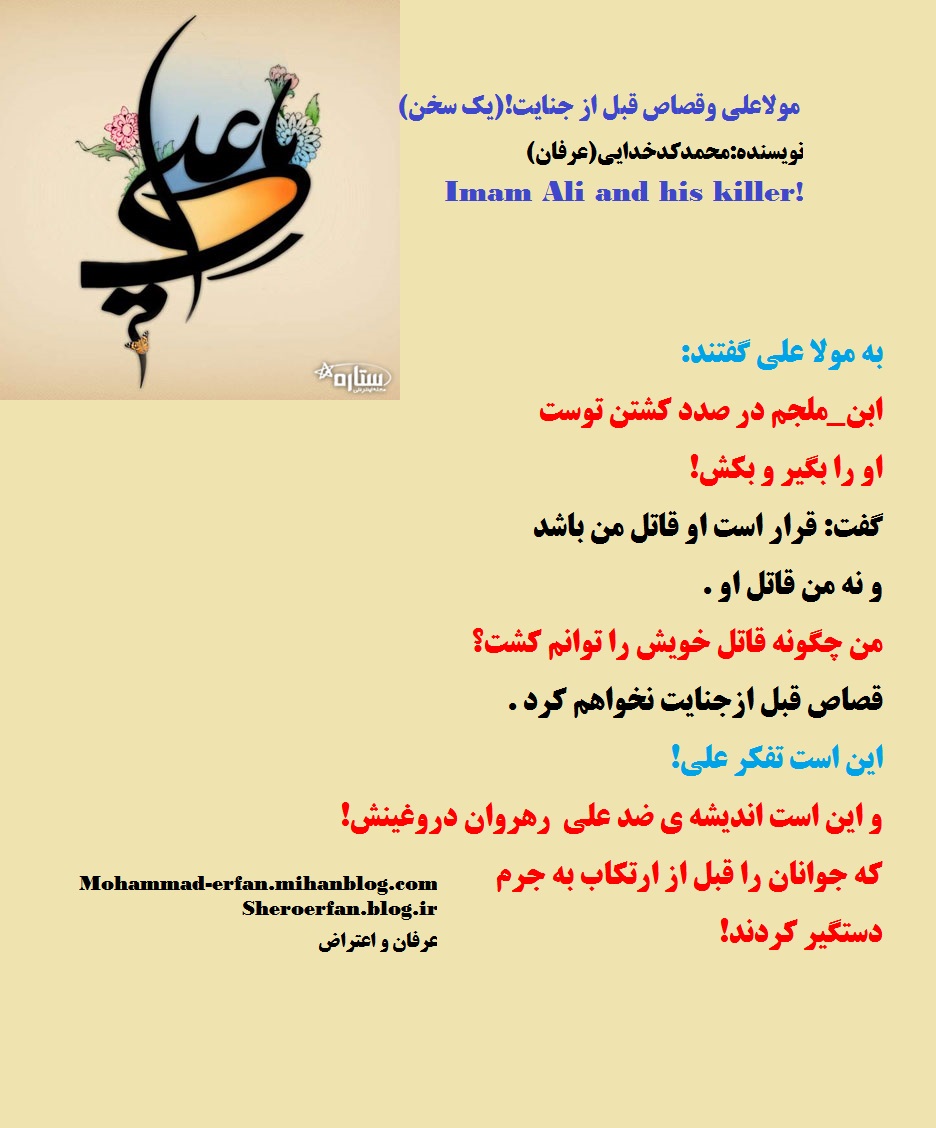 یا علی
ستاره
مولاعلی وقصاص قبل از جنایت!(یک سخن)
نویسنده:محمدکدخدایی(عرفان)
Imam Ali and his killer!
به مولا علی گفتند:
ابن_ملجم در صدد کشتن توست
او را بگیر و بکش!
گفت: قرار است او قاتل من باشد
و نه من قاتل او .
من چگونه قاتل خویش را توانم کشت؟
قصاص قبل ازجنایت نخواهم کرد .
این است تفکر علی!
و این است اندیشه ی ضد علی رهروان دروغینش!
که جوانان را قبل از ارتکاب به جرم
دستگیر کردند!
Mohammad-erfan.mihanblog.com
Sheroerfan.blog.ir
عرفان و اعتراض